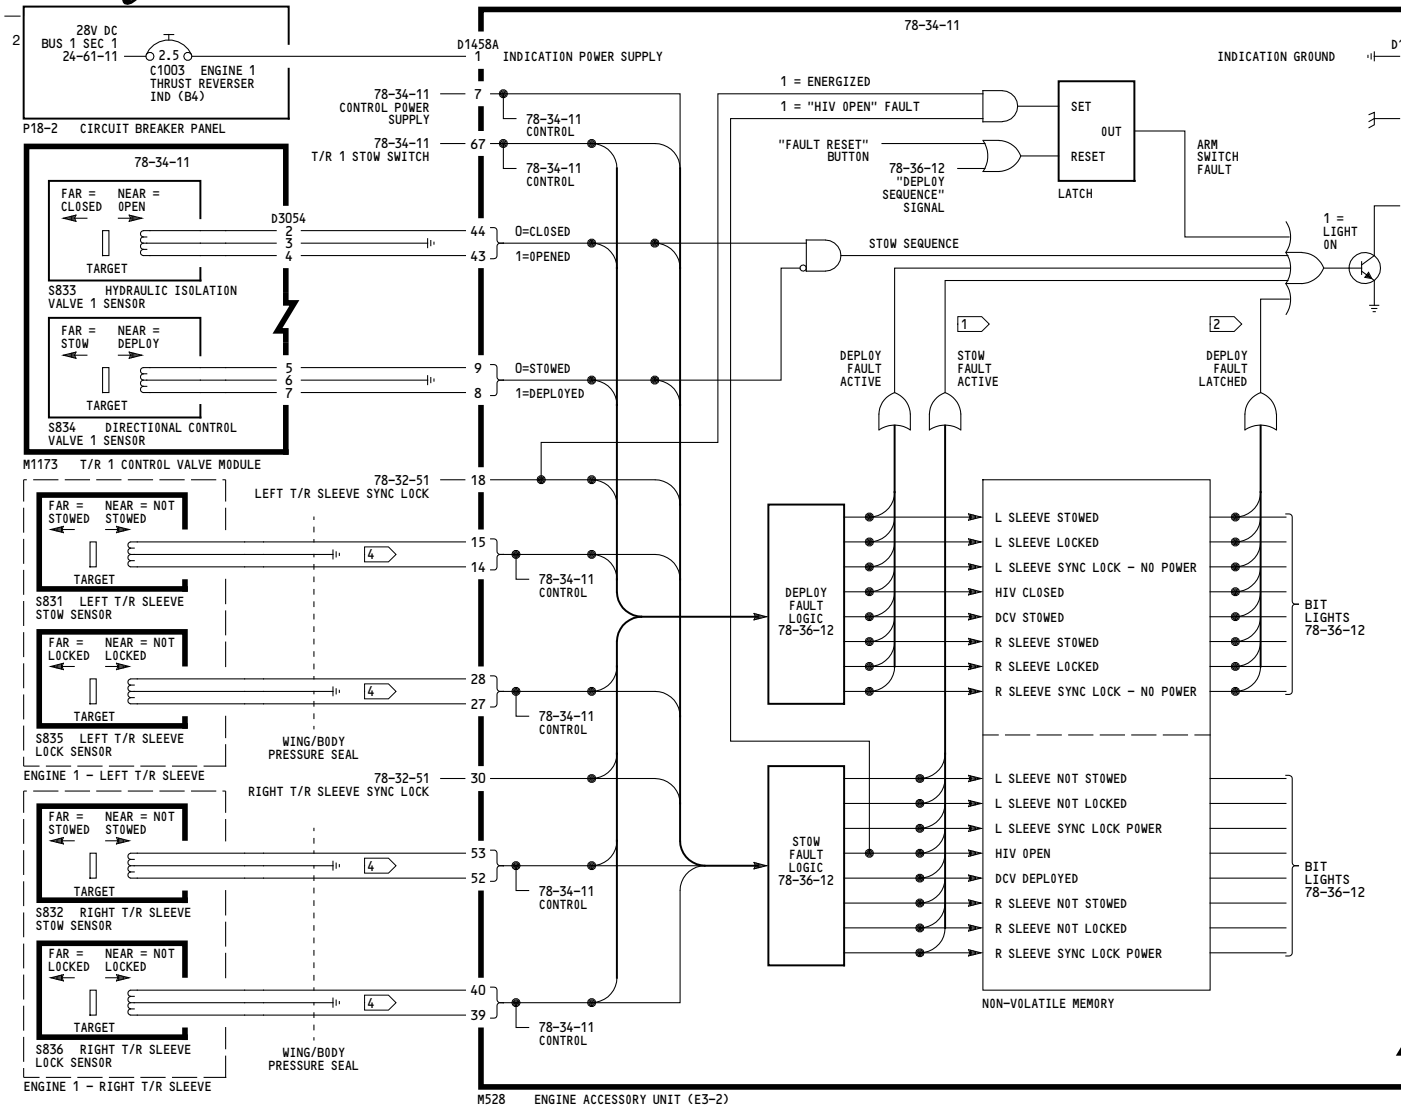 2
28V DC
BUS 1 SEC 1
24-61-11
2.5
C1003 ENGINE 1
THRUST REVERSER
IND (B4)
P18-2 CIRCUIT BREAKER PANEL
D1458A
1 INDICATION POWER SUPPLY
78-34-11
CONTROL POWER
SUPPLY
7
78-34-11
CONTROL
78-34-11
T/R 1 STOW SWITCH
67
78-34-11
CONTROL
78-34-11
INDICATION GROUND
D1
1 = ENERGIZED
1 = "HIV OPEN" FAULT
"FAULT RESET"
BUTTON
78-36-12
"DEPLOY
SEQUENCE"
SIGNAL
SET
OUT
RESET
LATCH
ARM
SWITCH
FAULT
1 =
LIGHT
ON
78-34-11
FAR = NEAR =
CLOSED OPEN
TARGET
S833 HYDRAULIC ISOLATION
VALVE 1 SENSOR
D3054
2
3
4
44
43
0=CLOSED
1=OPENED
STOW SEQUENCE
FAR = NEAR =
STOW DEPLOY
TARGET
S834 DIRECTIONAL CONTROL
VALVE 1 SENSOR
M1173 T/R 1 CONTROL VALVE MODULE
5
6
7
9
8
0=STOWED
1=DEPLOYED
1
2
DEPLOY
FAULT
ACTIVE
STOW
FAULT
ACTIVE
DEPLOY
FAULT
LATCHED
78-32-51
LEFT T/R SLEEVE SYNC LOCK
18
FAR = NEAR = NOT
STOWED STOWED
TARGET
S831 LEFT T/R SLEEVE
STOW SENSOR
4
15
14
78-34-11
CONTROL
FAR = NEAR = NOT
LOCKED LOCKED
TARGET
S835 LEFT T/R SLEEVE
LOCK SENSOR
ENGINE 1 - LEFT T/R SLEEVE
4
28
27
78-34-11
CONTROL
WING/BODY
PRESSURE SEAL
78-32-51
RIGHT T/R SLEEVE SYNC LOCK
30
FAR = NEAR = NOT
STOWED STOWED
TARGET
S832 RIGHT T/R SLEEVE
STOW SENSOR
4
53
52
78-34-11
CONTROL
FAR = NEAR = NOT
LOCKED LOCKED
TARGET
S836 RIGHT T/R SLEEVE
LOCK SENSOR
ENGINE 1 - RIGHT T/R SLEEVE
4
40
39
78-34-11
CONTROL
WING/BODY
PRESSURE SEAL
DEPLOY
FAULT
LOGIC
78-36-12
L SLEEVE STOWED
L SLEEVE LOCKED
L SLEEVE SYNC LOCK - NO POWER
HIV CLOSED
DCV STOWED
R SLEEVE STOWED
R SLEEVE LOCKED
R SLEEVE SYNC LOCK - NO POWER
BIT
LIGHTS
78-36-12
STOW
FAULT
LOGIC
78-36-12
L SLEEVE NOT STOWED
L SLEEVE NOT LOCKED
L SLEEVE SYNC LOCK POWER
HIV OPEN
DCV DEPLOYED
R SLEEVE NOT STOWED
R SLEEVE NOT LOCKED
R SLEEVE SYNC LOCK POWER
BIT
LIGHTS
78-36-12
NON-VOLATILE MEMORY
M528 ENGINE ACCESSORY UNIT (E3-2)